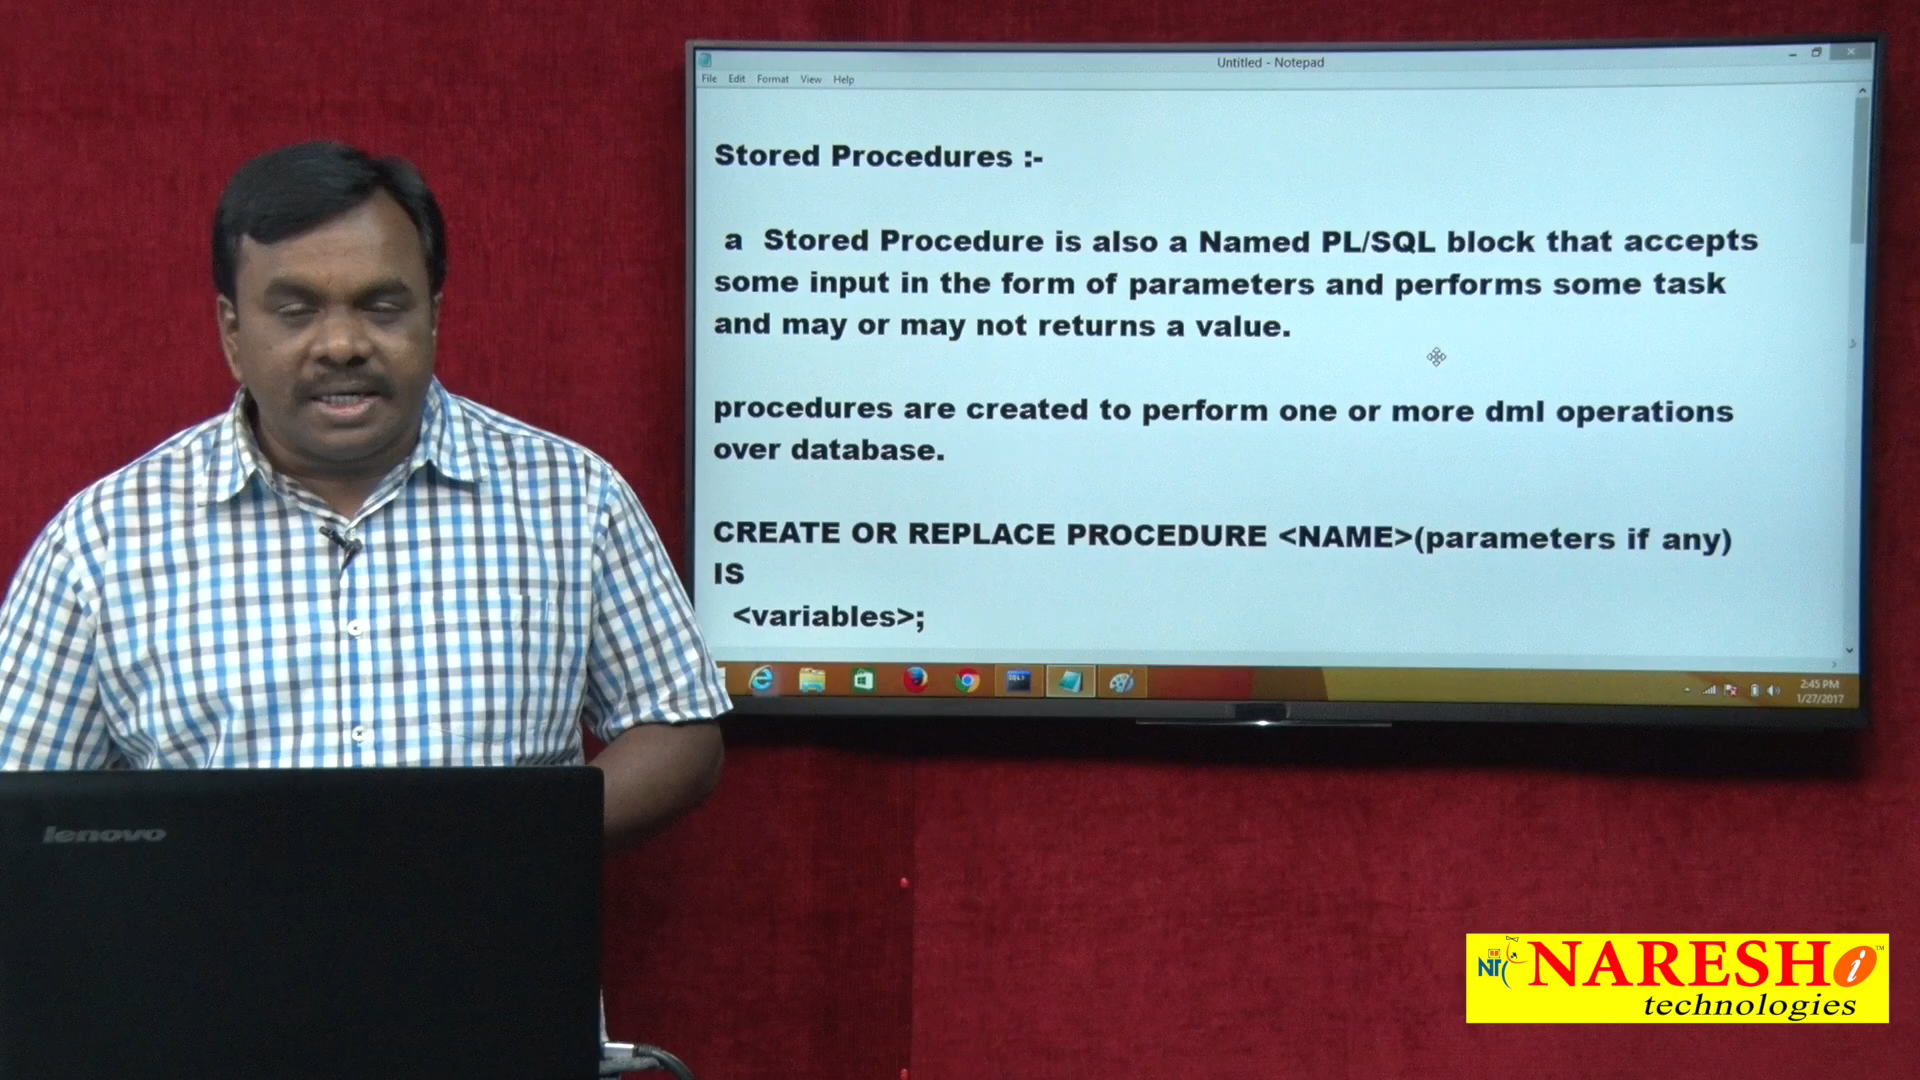 Untitled - Notepad
File Edit Format View Help
Stored Procedures :-
a Stored Procedure is also a Named PL/SQL block that accepts
some input in the form of parameters and performs some task
and may or may not returns a value.
procedures are created to perform one or more dml operations
over database.
CREATE OR REPLACE PROCEDURE <NAME>(parameters if any)
IS
<variables>;
2:45 PM
1/27/2017
lenovo
NT
NARESH i ™
technologies